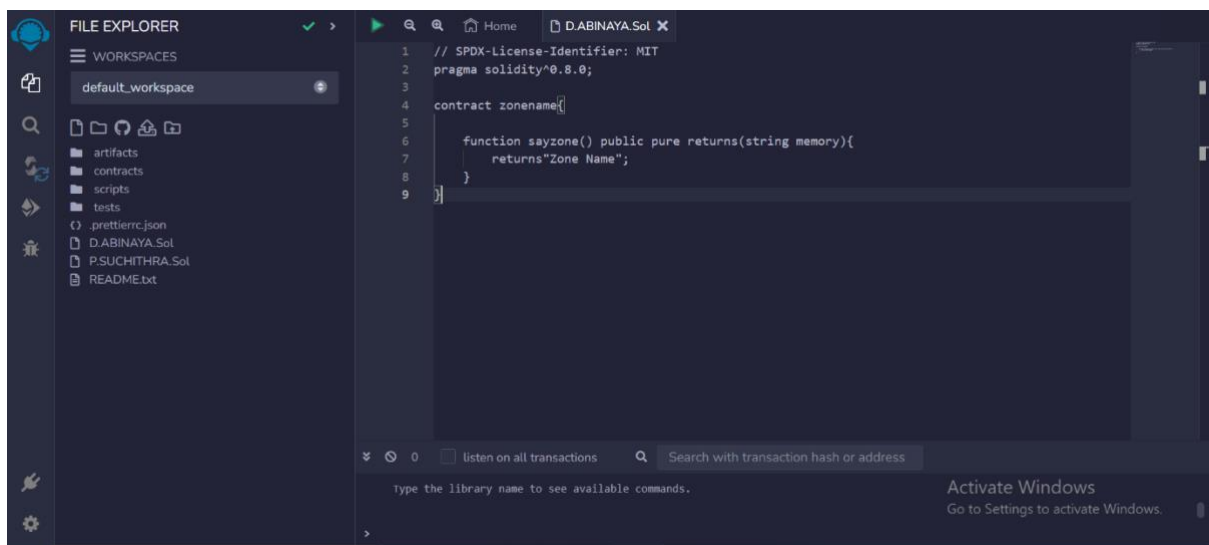 FILE EXPLORER
WORKSPACES
default_workspace
artifacts
contracts
scripts
tests
.prettierrc.json
D.ABINAYA.Sol
P.SUCHITHRA.Sol
README.txt
Home D.ABINAYA.Sol
1 // SPDX-License-Identifier: MIT
2 pragma solidity^0.8.0;
3
4 contract zonename{
5
6 function sayzone() public pure returns(string memory){
7 returns"Zone Name";
8 }
9 }
0 listen on all transactions Search with transaction hash or address
Type the library name to see available commands.
>
Activate Windows
Go to Settings to activate Windows.